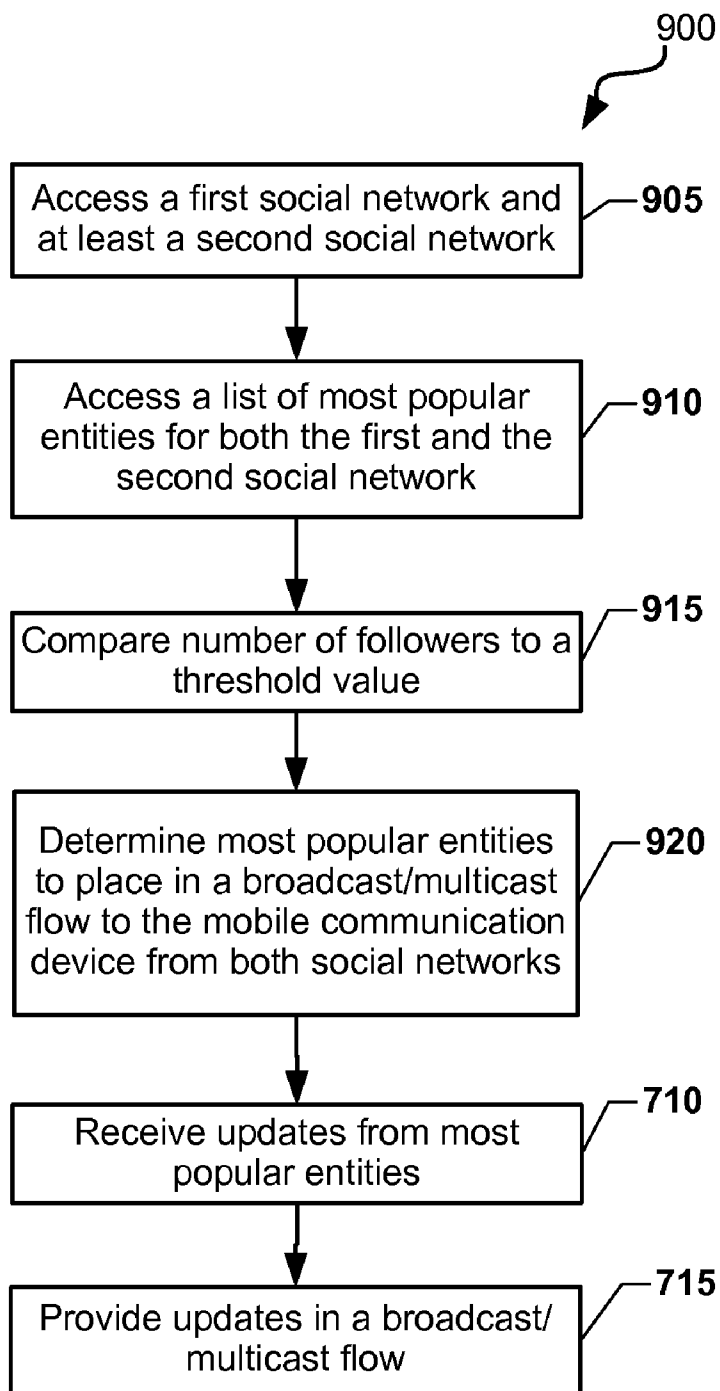 900
Access a first social network and
at least a second social network
905
Access a list of most popular
entities for both the first and the
second social network
910
Compare number of followers to a
threshold value
915
Determine most popular entities
to place in a broadcast/multicast
flow to the mobile communication
device from both social networks
920
Receive updates from most
popular entities
710
Provide updates in a broadcast/
multicast flow
715